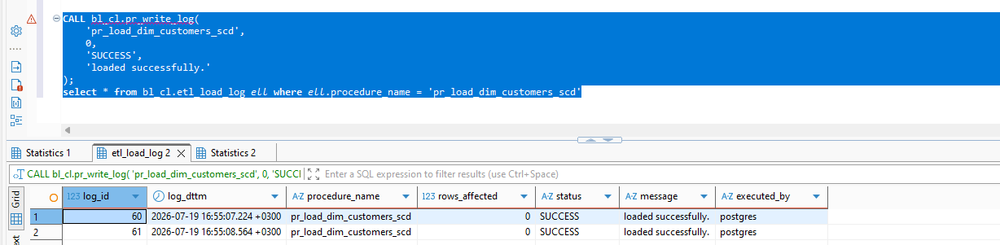 CALL bl_cl.pr_write_log(
'pr_load_dim_customers_scd',
0,
'SUCCESS',
'loaded successfully.'
);
select * from bl_cl.etl_load_log ell where ell.procedure_name = 'pr_load_dim_customers_scd'
Statistics 1 etl_load_log 2 Statistics 2
CALL bl_cl.pr_write_log( 'pr_load_dim_customers_scd', 0, 'SUCCI Enter a SQL expression to filter results (use Ctrl+Space)
Grid
123 log_id log_dttm A-Z procedure_name 123 rows_affected A-Z status A-Z message A-Z executed_by
1 60 2026-07-19 16:55:07.224 +0300 pr_load_dim_customers_scd 0 SUCCESS loaded successfully. postgres
2 61 2026-07-19 16:55:08.564 +0300 pr_load_dim_customers_scd 0 SUCCESS loaded successfully. postgres